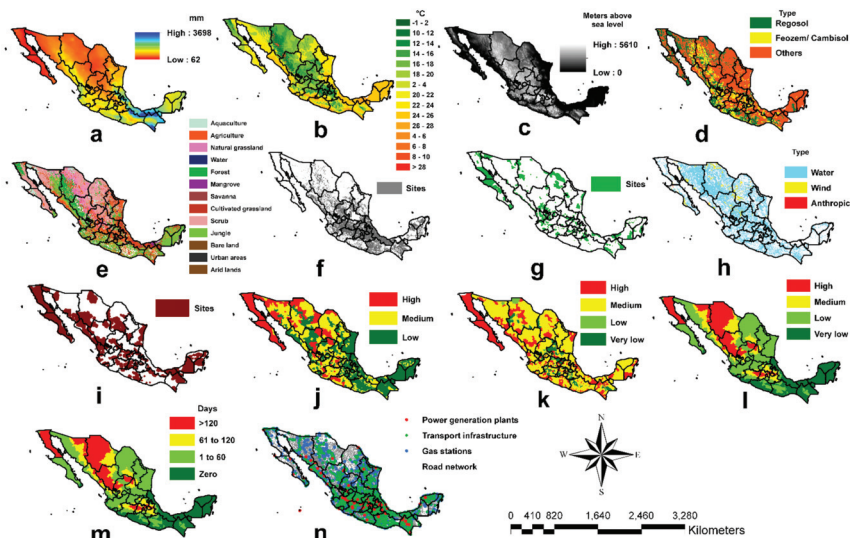 mm
High : 3698
Low : 62
a
°C
-1 - 2
10 - 12
12 - 14
14 - 16
16 - 18
18 - 20
2 - 4
20 - 22
22 - 24
24 - 26
26 - 28
4 - 6
6 - 8
8 - 10
> 28
b
Meters above
sea level
High : 5610
Low : 0
c
Type
Regosol
Feozem/ Cambisol
Others
d
Aquaculture
Agriculture
Natural grassland
Water
Forest
Mangrove
Savanna
Cultivated grassland
Scrub
Jungle
Bare land
Urban areas
Arid lands
e
Sites
f
Sites
g
Type
Water
Wind
Anthropic
h
Sites
i
High
Medium
Low
j
High
Medium
Low
Very low
k
High
Medium
Low
Very low
l
Days
>120
61 to 120
1 to 60
Zero
m
Power generation plants
Transport infrastructure
Gas stations
Road network
n
N
W E
S
0 410 820 1,640 2,460 3,280
Kilometers